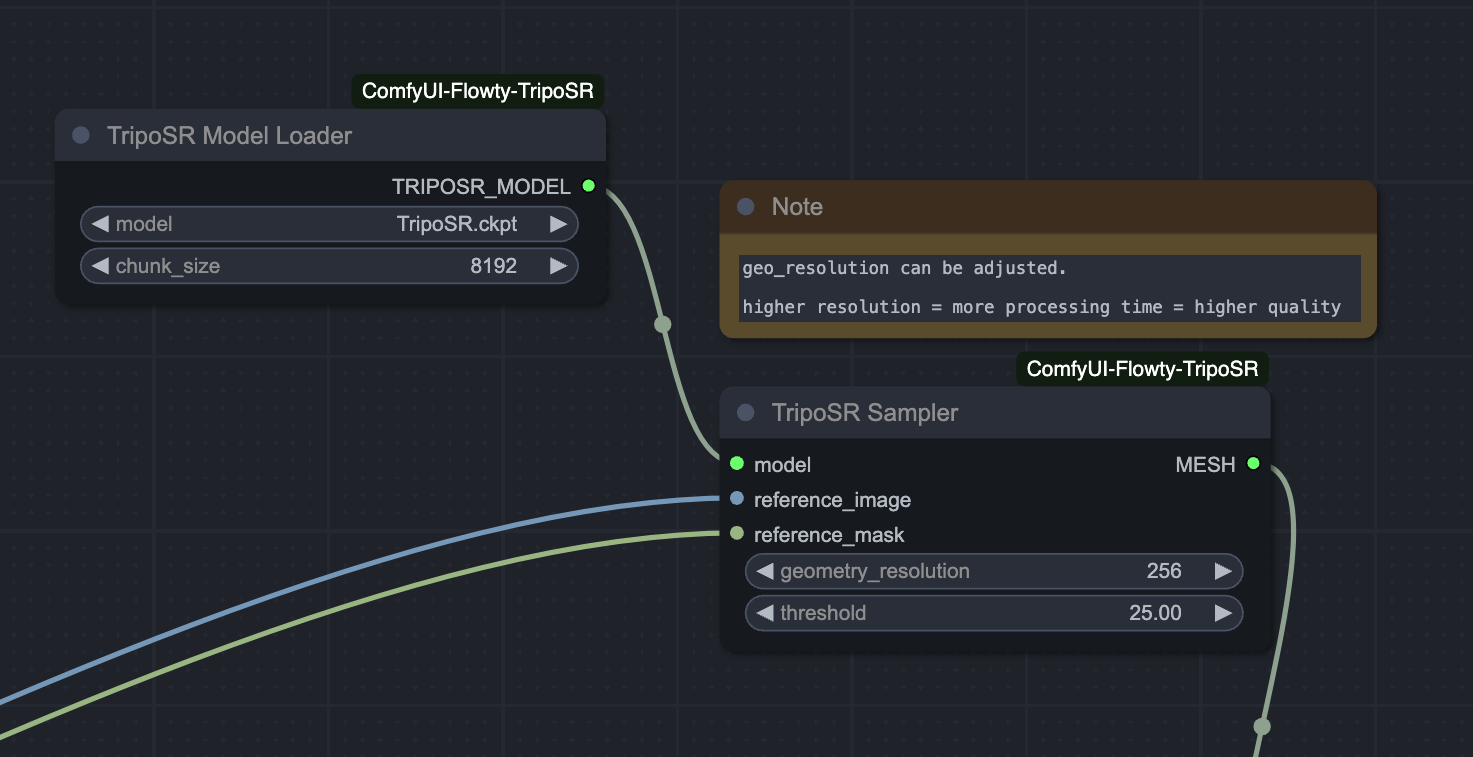 ComfyUI-Flowty-TripoSR
TripoSR Model Loader
TRIPOSR_MODEL
model TripoSR.ckpt
chunk_size 8192
Note
geo_resolution can be adjusted.
higher resolution = more processing time = higher quality
ComfyUI-Flowty-TripoSR
TripoSR Sampler
model MESH
reference_image
reference_mask
geometry_resolution 256
threshold 25.00